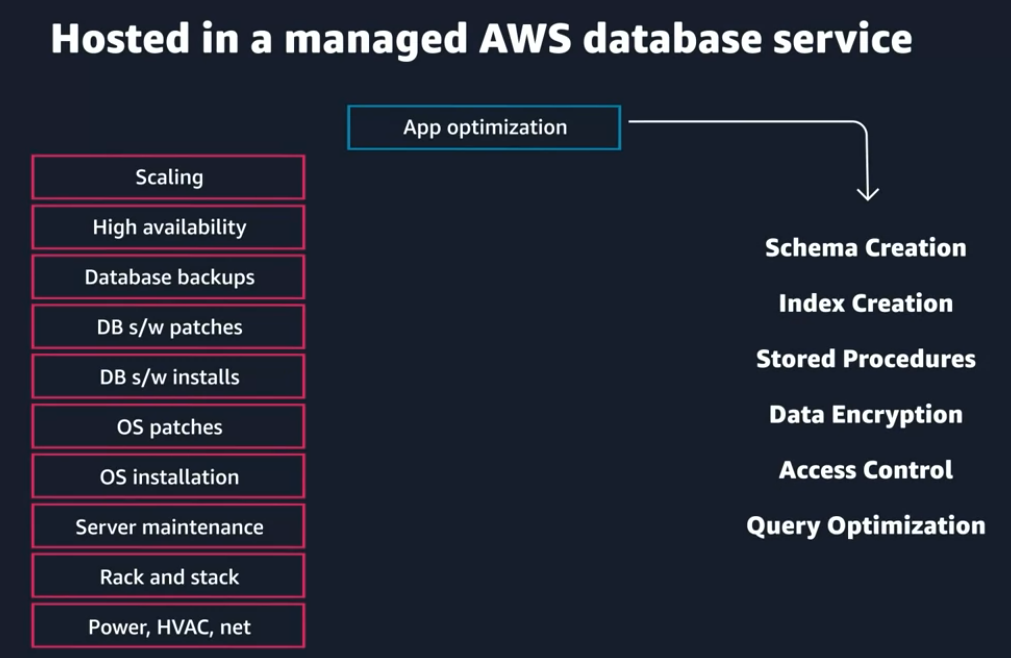 Hosted in a managed AWS database service
App optimization
Scaling
High availability
Database backups
DB s/w patches
DB s/w installs
OS patches
OS installation
Server maintenance
Rack and stack
Power, HVAC, net
Schema Creation
Index Creation
Stored Procedures
Data Encryption
Access Control
Query Optimization